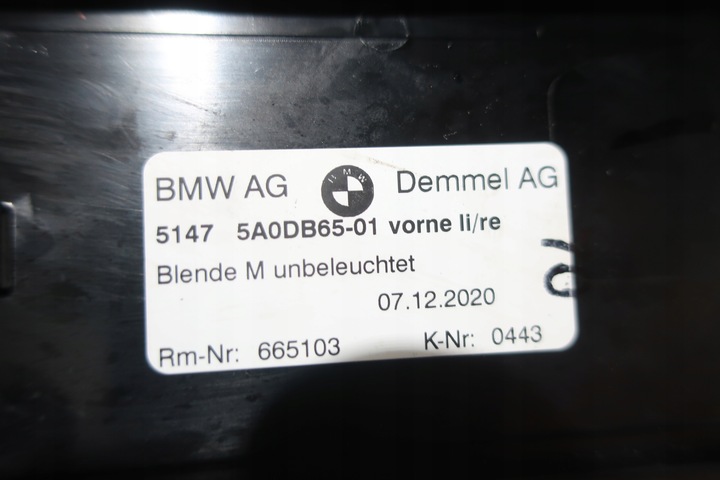 BMW AG BMW Demmel AG
5147 5A0DB65-01 vorne li/re
Blende M unbeleuchtet
07.12.2020
Rm-Nr: 665103 K-Nr: 0443